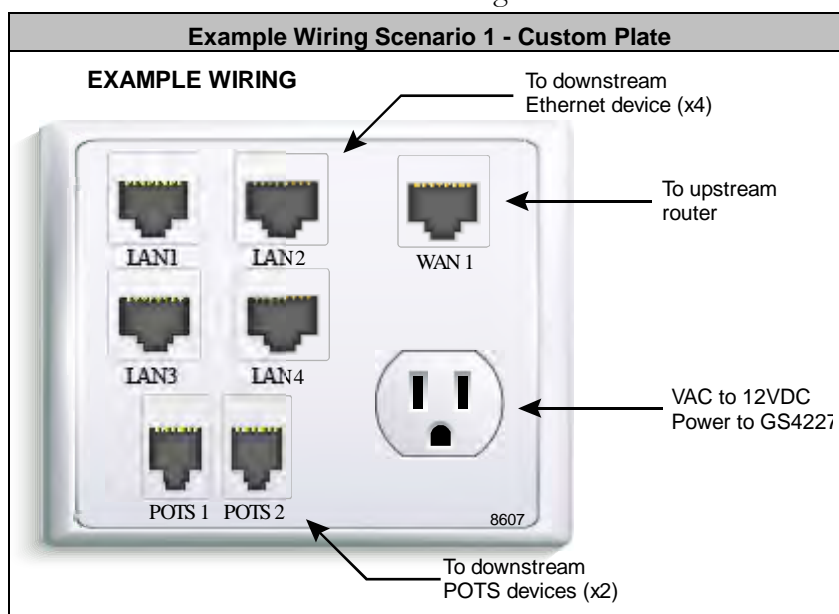 Example Wiring Scenario 1 - Custom Plate
EXAMPLE WIRING
To downstream
Ethernet device (x4)
To upstream
router
LAN1
LAN2
WAN 1
LAN3
LAN4
VAC to 12VDC
Power to GS4227
POTS 1
POTS 2
8607
To downstream
POTS devices (x2)